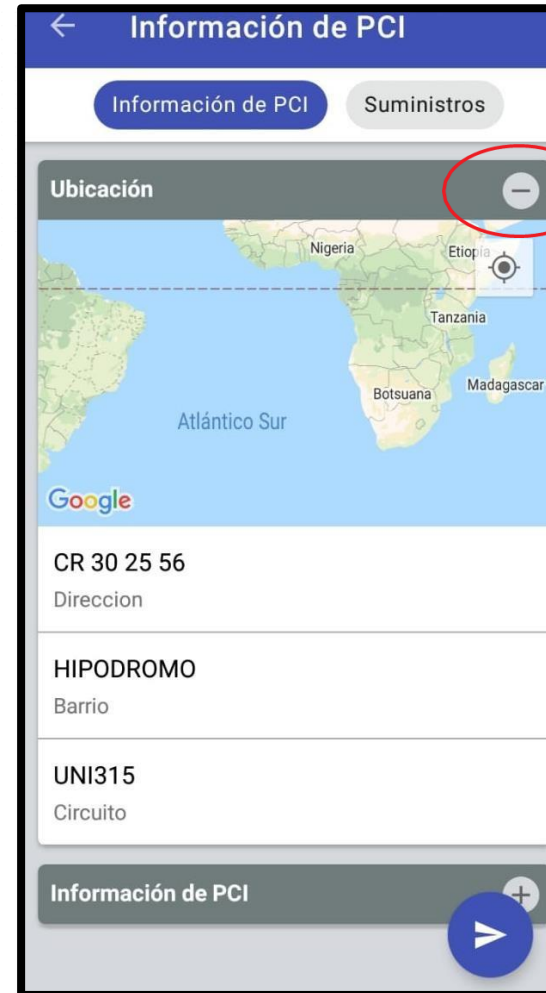 Información de PCI
Información de PCI
Suministros
Ubicación
Nigeria
Etiopía
Tanzania
Botsuana
Madagascar
Atlántico Sur
Google
CR 30 25 56
Direccion
HIPODROMO
Barrio
UNI315
Circuito
Información de PCI